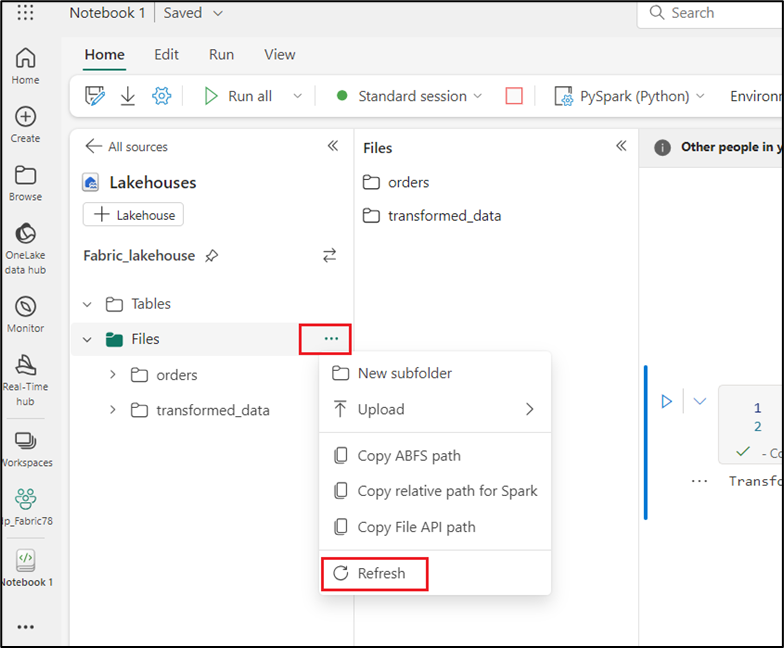 Notebook 1 | Saved
Search
Home
Edit
Run
View
Run all
Standard session
PySpark (Python)
Environ
Home
Create
Browse
OneLake
data hub
Monitor
Real-Time
hub
Workspaces
lp_Fabric78
Notebook 1
All sources
Lakehouses
Lakehouse
Fabric_lakehouse
Tables
Files
orders
transformed_data
New subfolder
Upload
Copy ABFS path
Copy relative path for Spark
Copy File API path
Refresh
Files
orders
transformed_data
Other people in y
1
2
- Co
Transfo